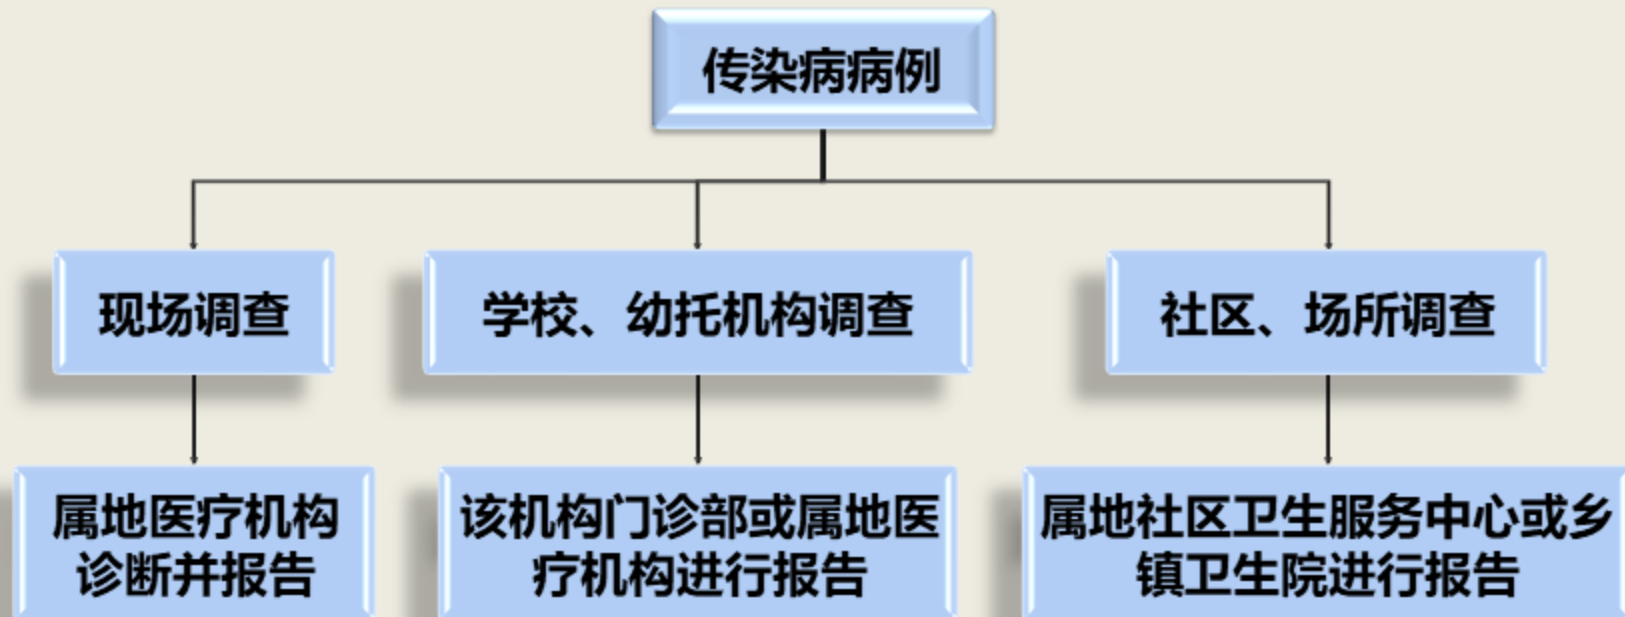 传染病病例
现场调查
学校、幼托机构调查
社区、场所调查
属地医疗机构
诊断并报告
该机构门诊部或属地医
疗机构进行报告
属地社区卫生服务中心或乡
镇卫生院进行报告